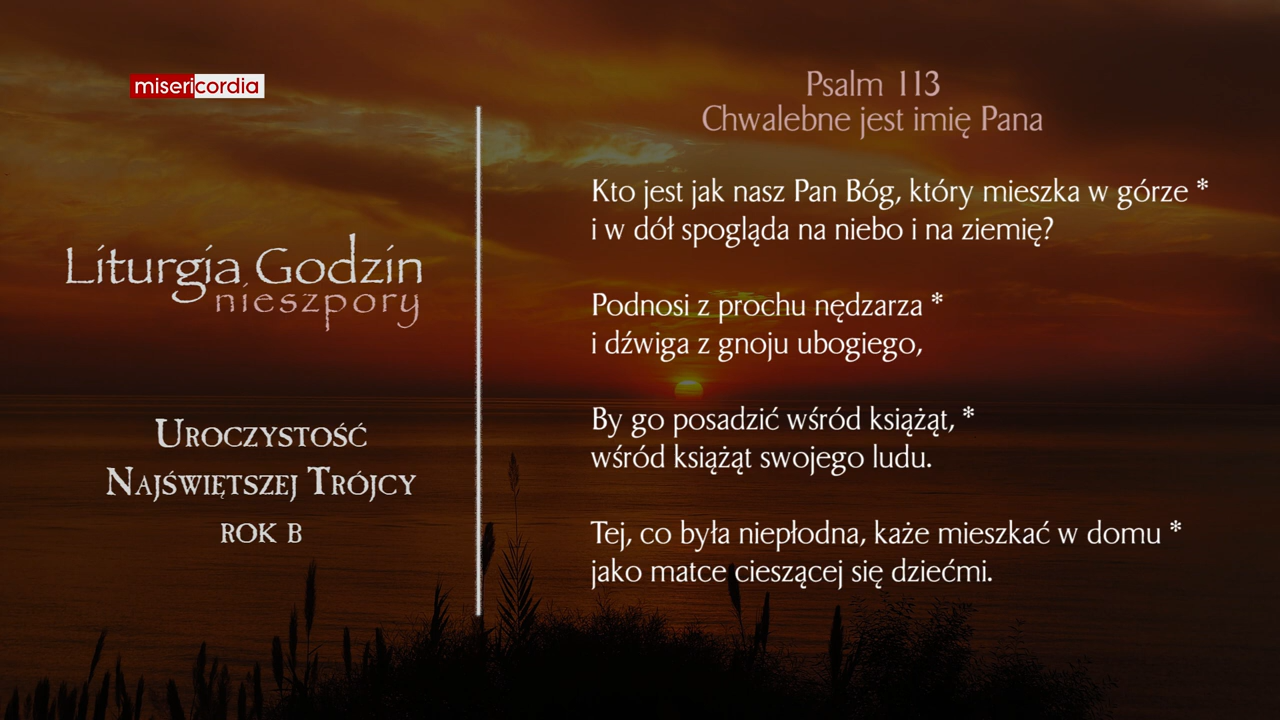 misericordia
Liturgia Godzin
nieszpory
Uroczystość
Najświętszej Trójcy
rok B
Psalm 113
Chwalebne jest imię Pana
Kto jest jak nasz Pan Bóg, który mieszka w górze *
i w dół spogląda na niebo i na ziemię?
Podnosi z prochu nędzarza *
i dźwiga z gnoju ubogiego,
By go posadzić wśród książąt, *
wśród książąt swojego ludu.
Tej, co była niepłodna, każe mieszkać w domu *
jako matce cieszącej się dziećmi.